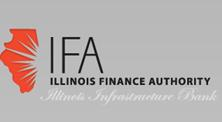 IFA
ILLINOIS FINANCE AUTHORITY
Illinois Infrastructure Bank